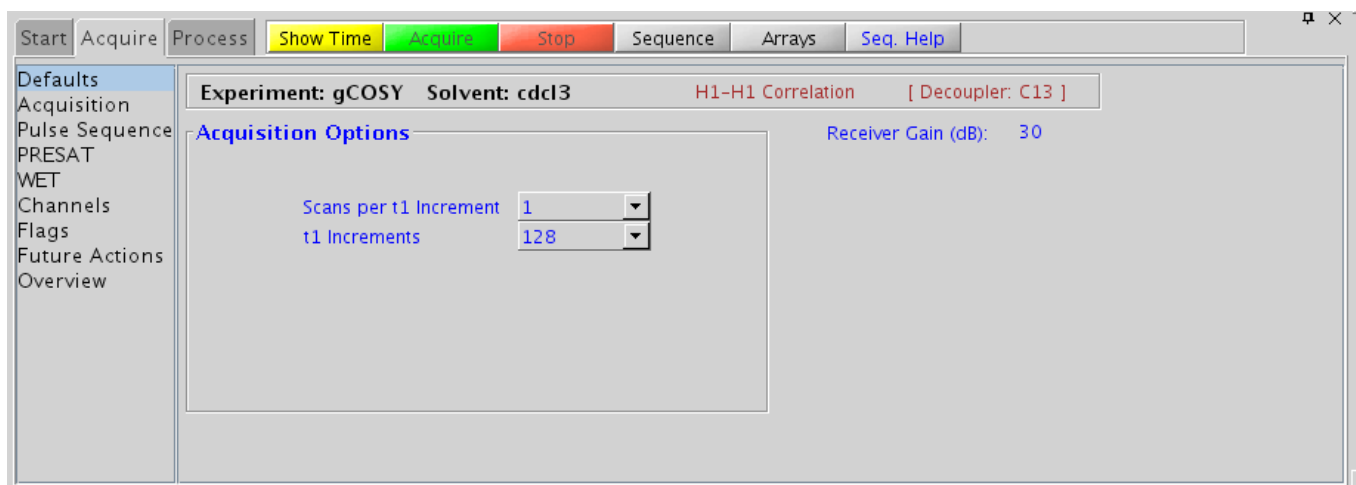 Start Acquire Process Show Time Acquire Stop Sequence Arrays Seq. Help
Defaults
Acquisition
Pulse Sequence
PRESAT
WET
Channels
Flags
Future Actions
Overview
Experiment: gCOSY Solvent: cdcl3 H1-H1 Correlation [ Decoupler: C13 ]
Acquisition Options
Receiver Gain (dB): 30
Scans per t1 Increment 1
t1 Increments 128